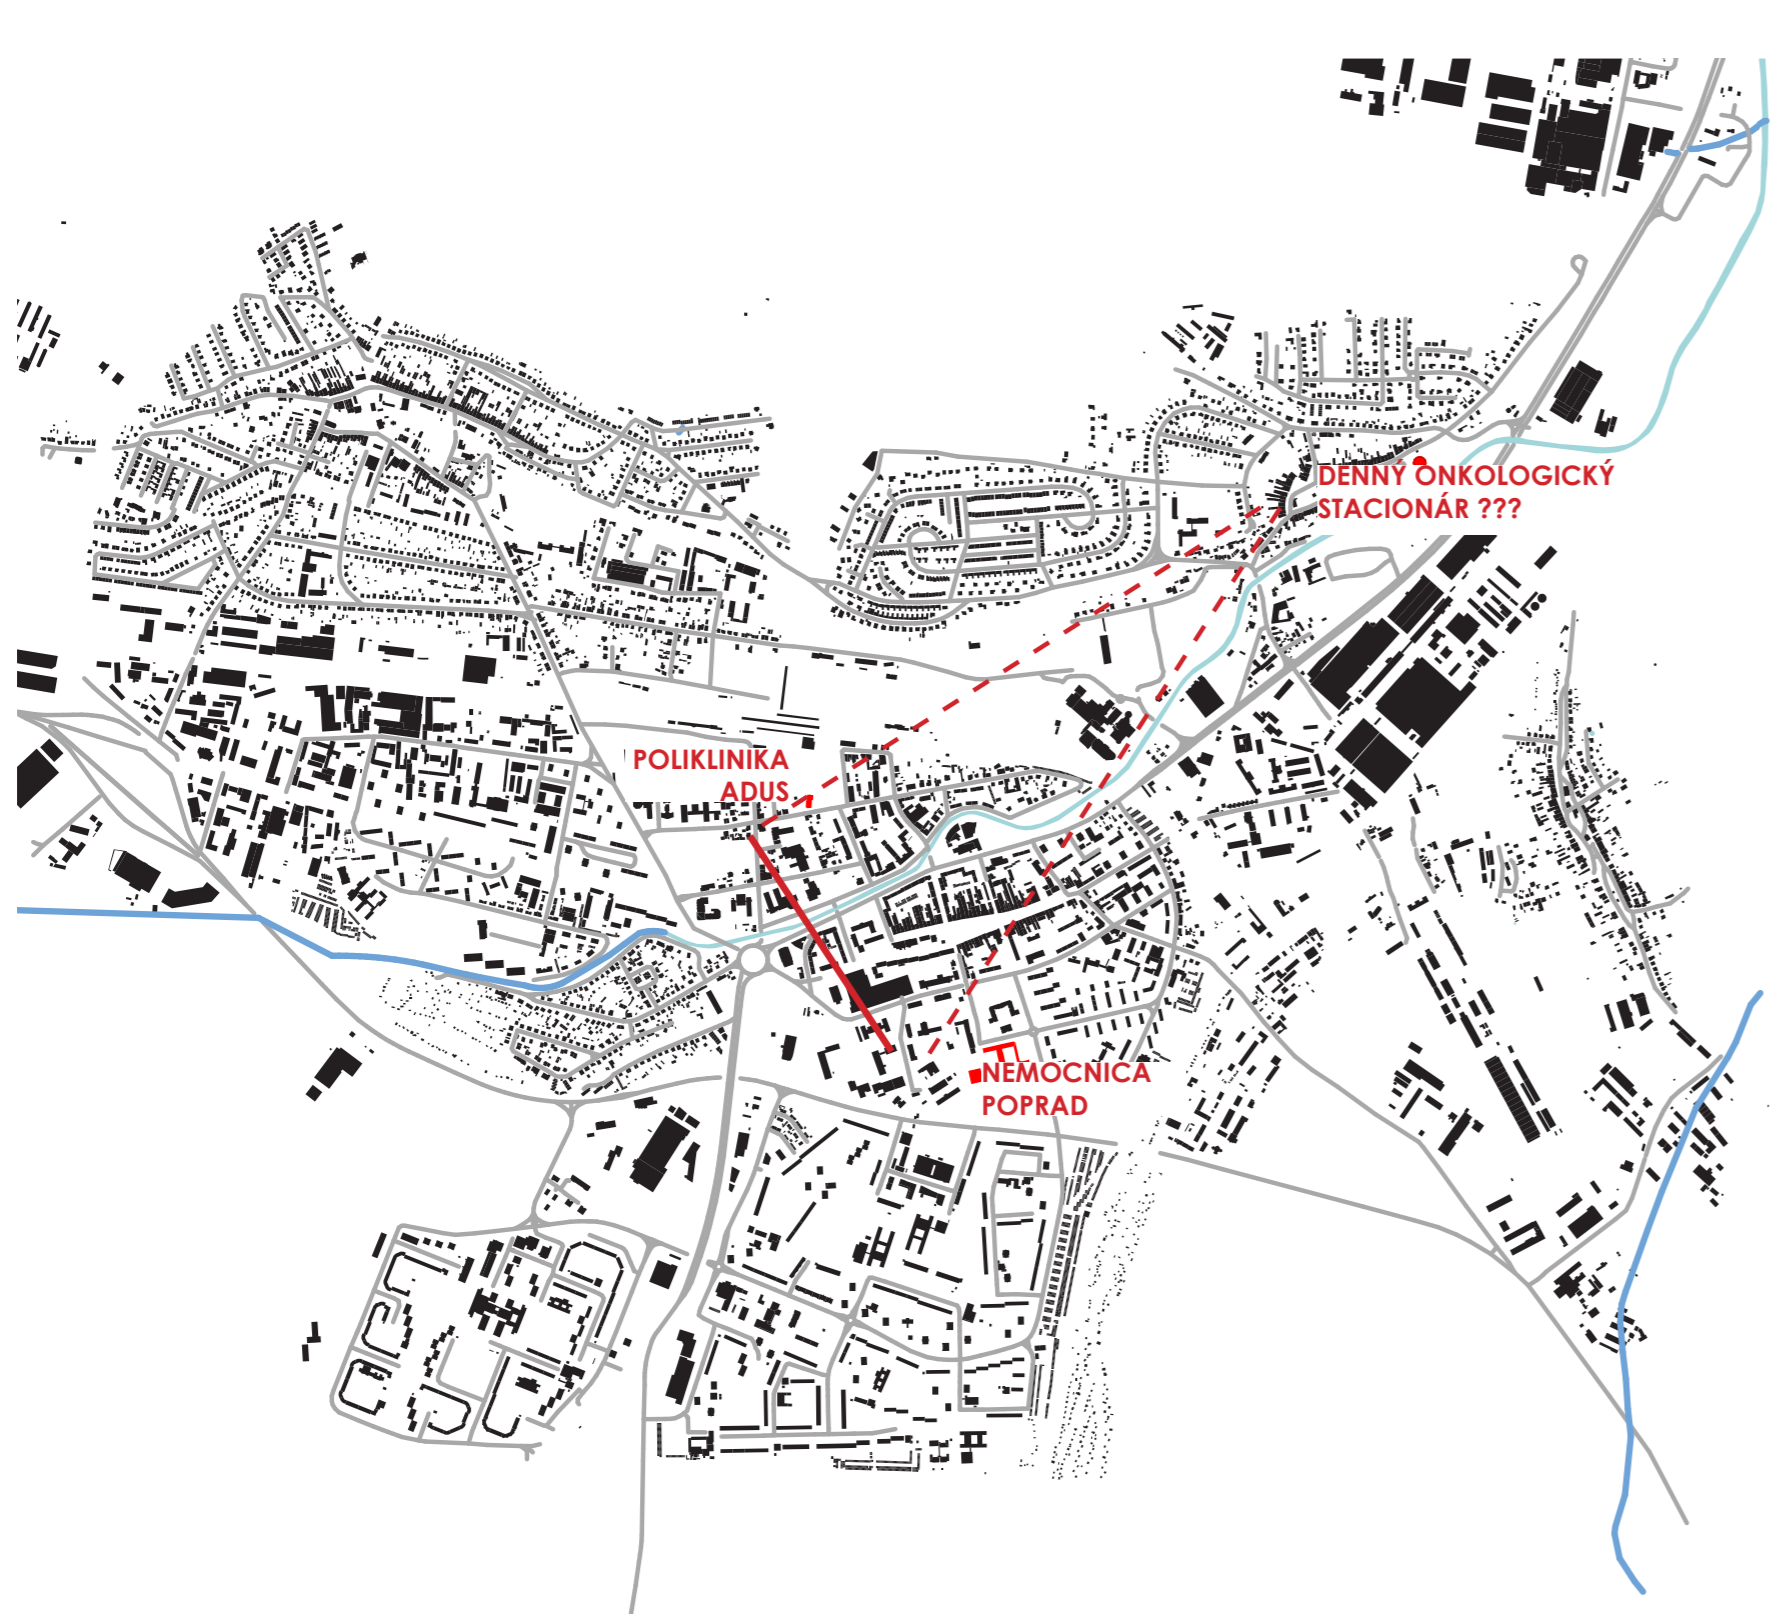 DENNÝ ONKOLOGICKÝ
STACIONÁR ???
POLIKLINIKA
ADUS
NEMOCNICA
POPRAD